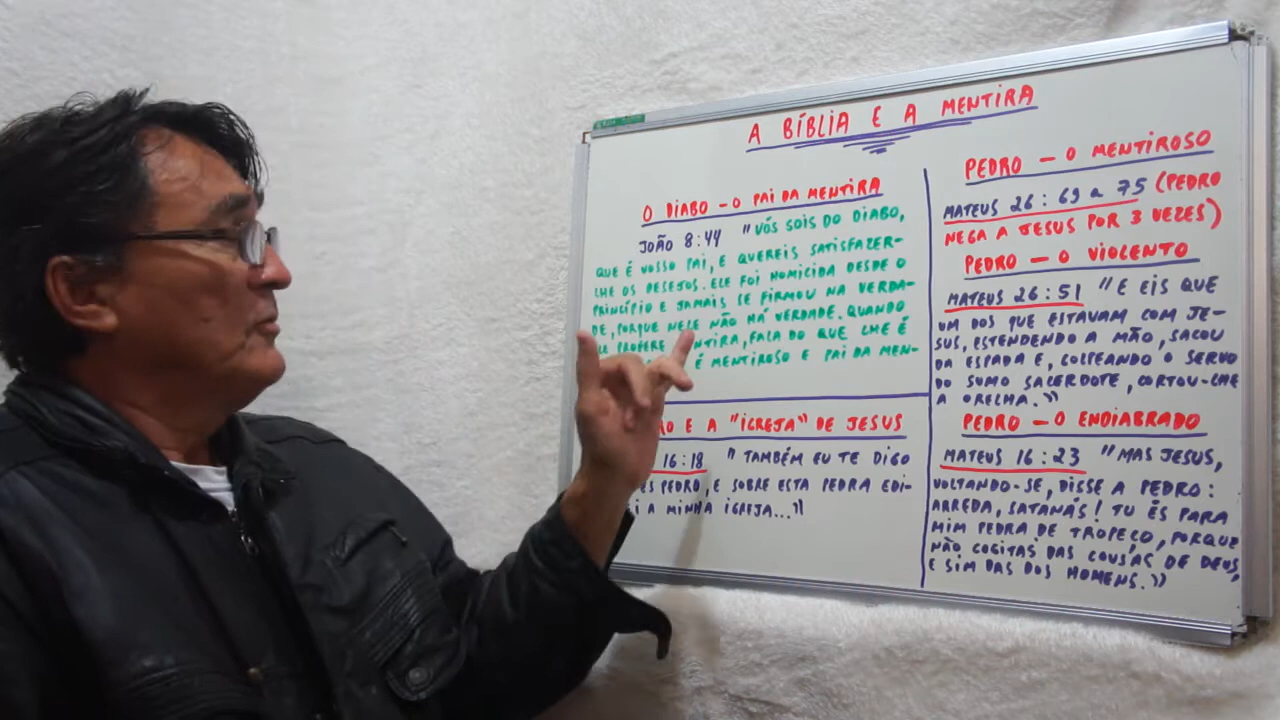 A BÍBLIA E A MENTIRA
O DIABO - O PAI DA MENTIRA
JOÃO 8:44 "VÓS SOIS DO DIABO,
QUE É VOSSO PAI, E QUEREIS SATISFAZER-
LHE OS DESEJOS. ELE FOI HOMICIDA DESDE O
PRINCÍPIO E JAMAIS SE FIRMOU NA VERDA-
DE, PORQUE NELE NÃO HÁ VERDADE. QUANDO
PROFERE NTIRA, FALA DO QUE LHE É
É MENTIROSO E PAI DA MEN-
ÃO E A "IGREJA" DE JESUS
16:18 "TAMBÉM EU TE DIGO
ÉS PEDRO, E SOBRE ESTA PEDRA EDI-
I A MINHA IGREJA..."
PEDRO - O MENTIROSO
MATEUS 26:69 a 75 (PEDRO
NEGA A JESUS POR 3 VEZES)
PEDRO - O VIOLENTO
MATEUS 26:51 "E EIS QUE
UM DOS QUE ESTAVAM COM JE-
SUS, ESTENDENDO A MÃO, SACOU
DA ESPADA E, GOLPEANDO O SERVO
DO SUMO SACERDOTE, CORTOU-LHE
A ORELHA."
PEDRO - O ENDIABRADO
MATEUS 16:23 "MAS JESUS,
VOLTANDO-SE, DISSE A PEDRO:
ARREDA, SATANÁS! TU ÉS PARA
MIM PEDRA DE TROPEÇO, PORQUE
NÃO COGITAS DAS COUSAS DE DEUS,
E SIM DAS DOS HOMENS."